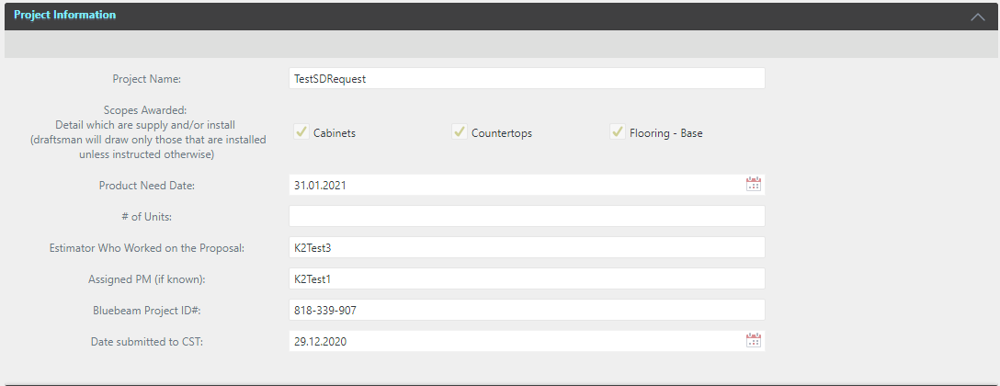 Project Information
Project Name:
TestSDRequest
Scopes Awarded:
Detail which are supply and/or install
(draftsman will draw only those that are installed
unless instructed otherwise)
Cabinets
Countertops
Flooring - Base
Product Need Date:
31.01.2021
# of Units:
Estimator Who Worked on the Proposal:
K2Test3
Assigned PM (if known):
K2Test1
Bluebeam Project ID#:
818-339-907
Date submitted to CST:
29.12.2020